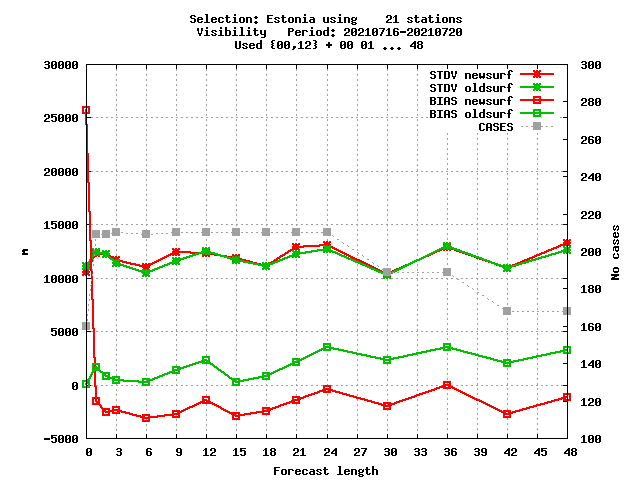 Selection: Estonia using    21 stations
Visibility   Period: 20210716-20210720
Used {00,12} + 00 01 ... 48
30000
25000
20000
15000
10000
5000
0
-5000
m
300
280
260
240
220
200
180
160
140
120
100
No cases
STDV newsurf
STDV oldsurf
BIAS newsurf
BIAS oldsurf
CASES
0 3 6 9 12 15 18 21 24 27 30 33 36 39 42 45 48
Forecast length